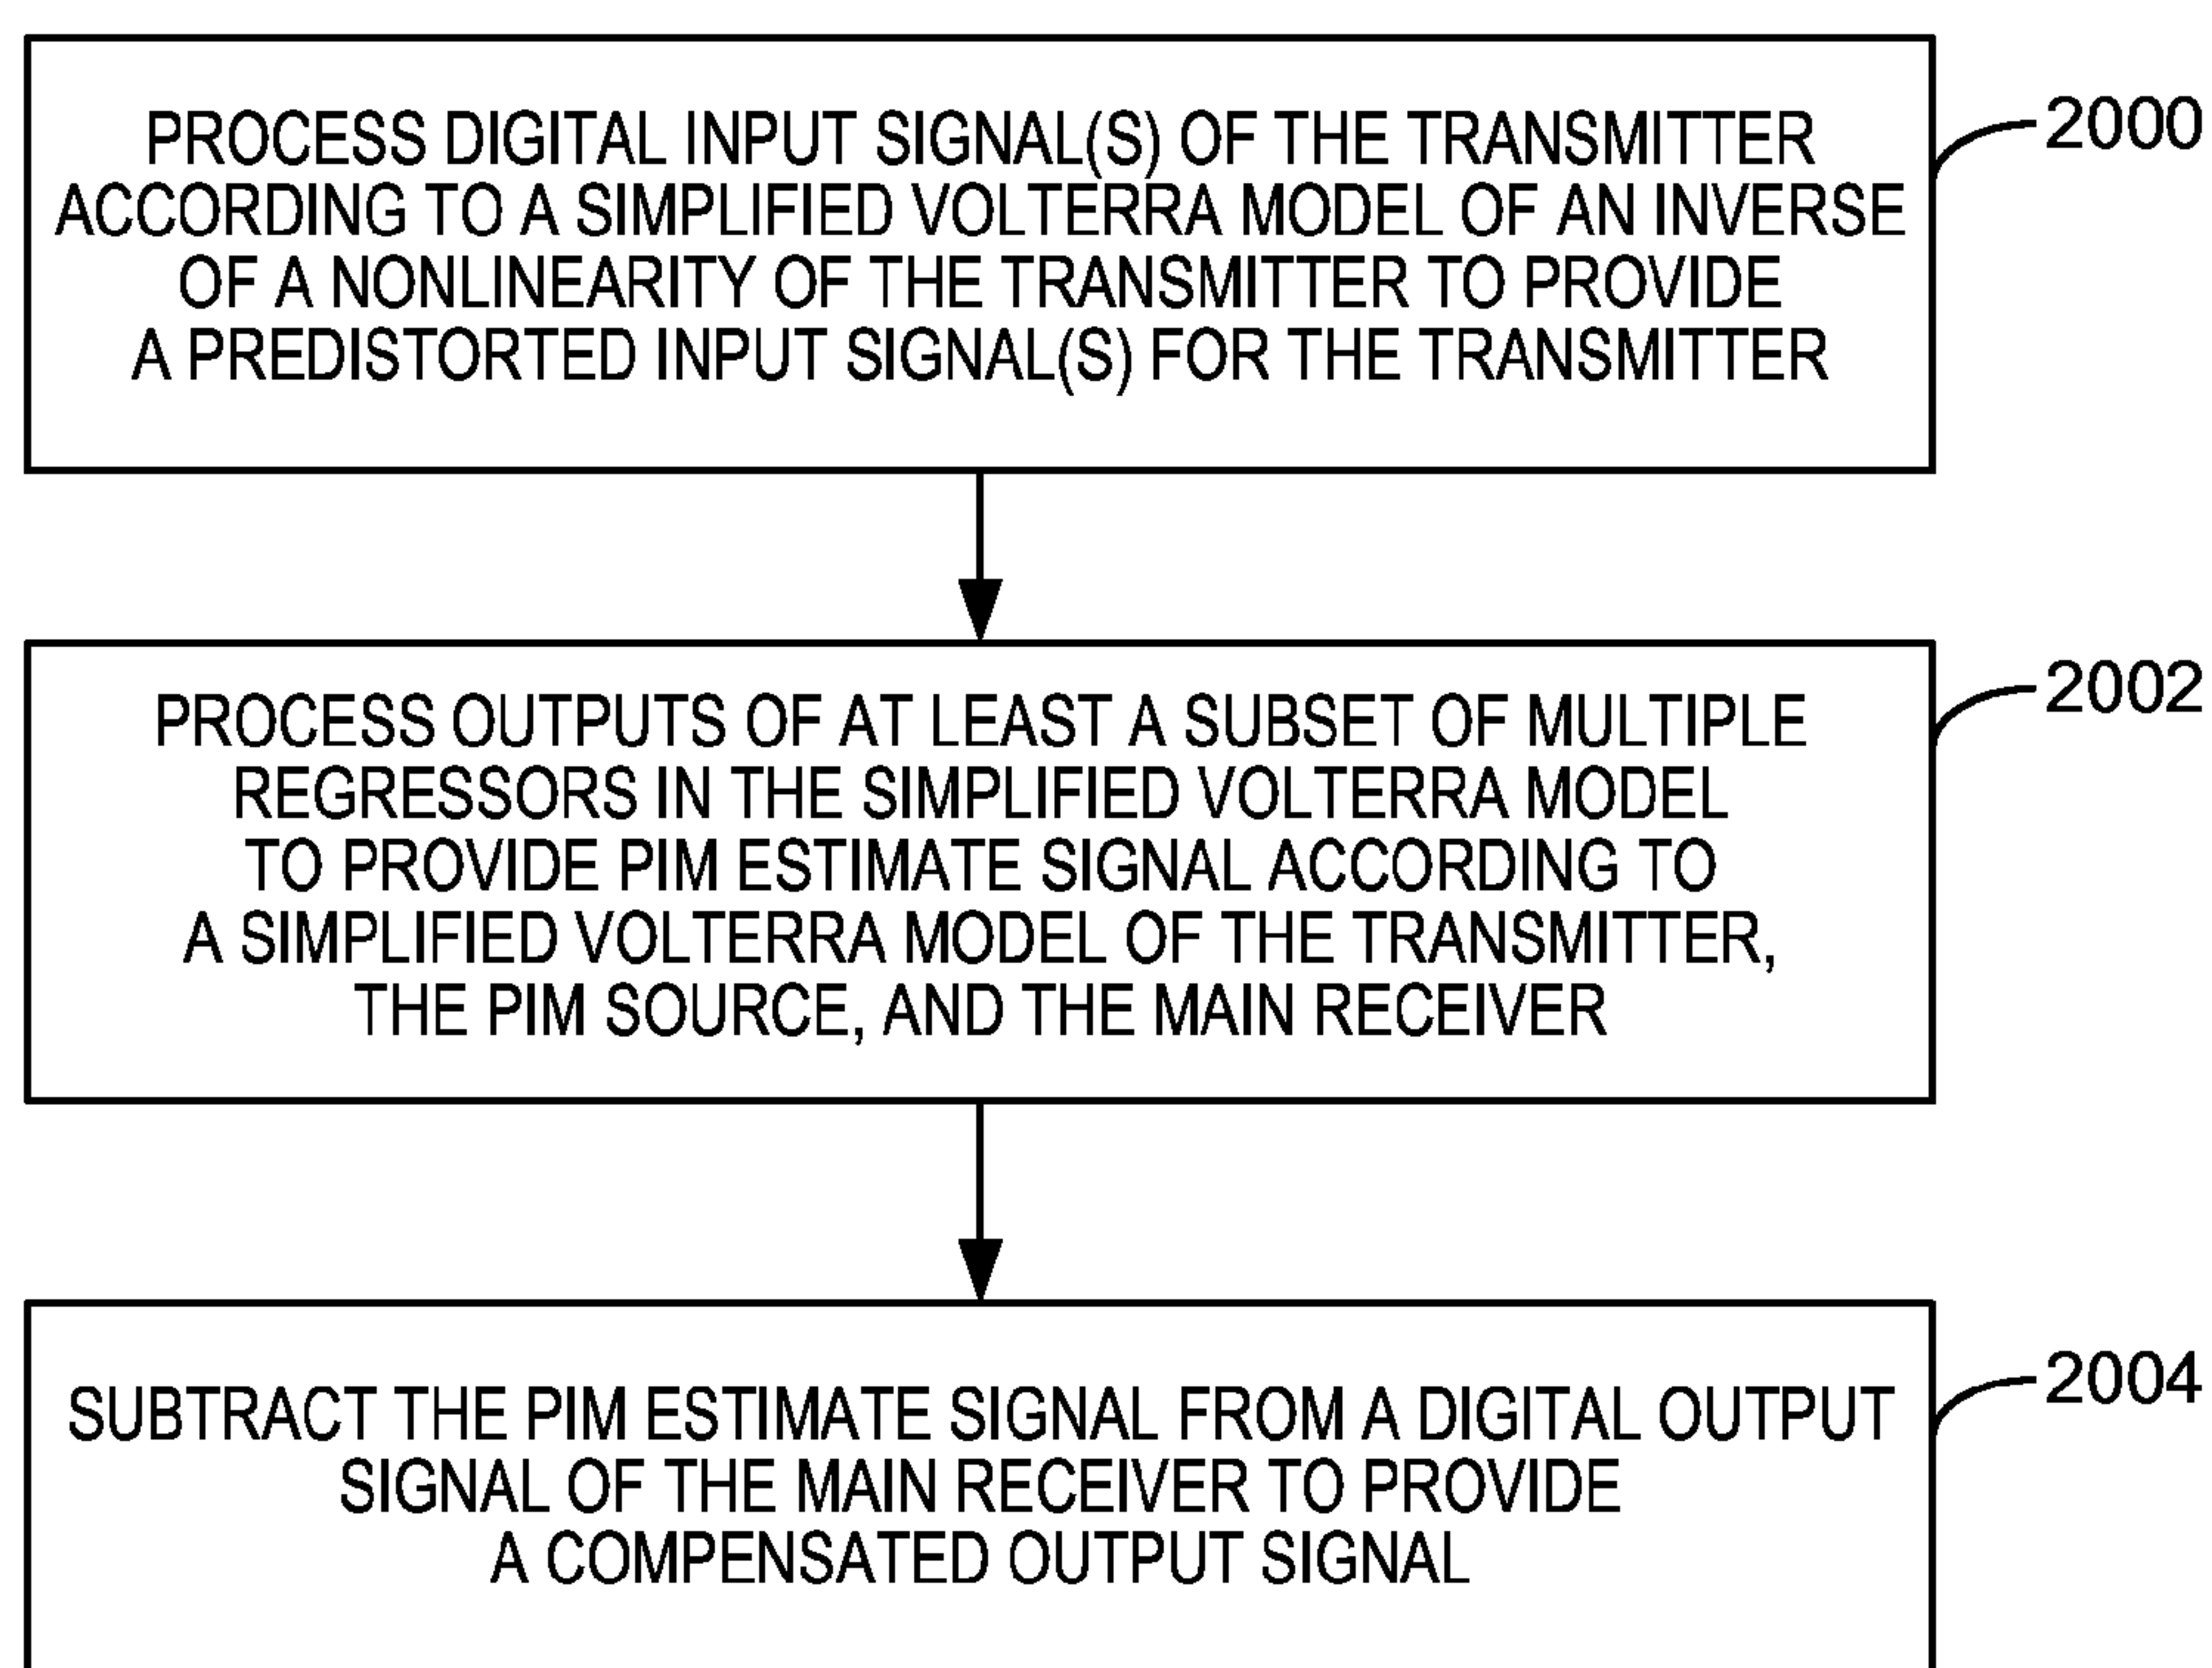 PROCESS DIGITAL INPUT SIGNAL(S) OF THE TRANSMITTER
ACCORDING TO A SIMPLIFIED VOLTERRA MODEL OF AN INVERSE
OF A NONLINEARITY OF THE TRANSMITTER TO PROVIDE
A PREDISTORTED INPUT SIGNAL(S) FOR THE TRANSMITTER
2000
PROCESS OUTPUTS OF AT LEAST A SUBSET OF MULTIPLE
REGRESSORS IN THE SIMPLIFIED VOLTERRA MODEL
TO PROVIDE PIM ESTIMATE SIGNAL ACCORDING TO
A SIMPLIFIED VOLTERRA MODEL OF THE TRANSMITTER,
THE PIM SOURCE, AND THE MAIN RECEIVER
2002
SUBTRACT THE PIM ESTIMATE SIGNAL FROM A DIGITAL OUTPUT
SIGNAL OF THE MAIN RECEIVER TO PROVIDE
A COMPENSATED OUTPUT SIGNAL
2004